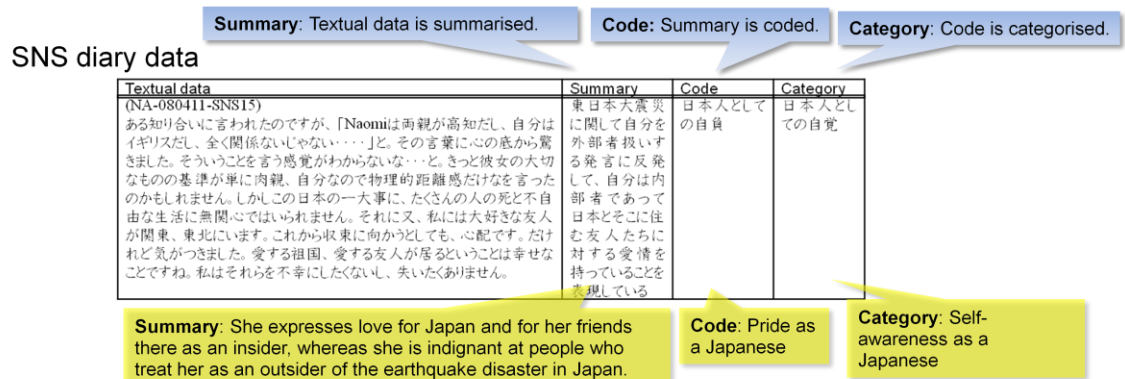 Summary: Textual data is summarised.
Code: Summary is coded.
Category: Code is categorised.
SNS diary data
Textual data
Summary
Code
Category
(NA-080411-SNS15)
ある知り合いに言われたのですが、「Naomiは両親が高知だし、自分は
イギリスだし、全く関係ないじゃない・・・・」と。その言葉に心の底から驚
きました。そういうことを言う感覚がわからないな・・・と。きっと彼女の大切
なものの基準が単に肉親、自分なので物理的距離感だけなを言った
のかもしれません。しかしこの日本の一大事に、たくさんの人の死と不自
由な生活に無関心ではいられません。それに又、私には大好きな友人
が関東、東北にいます。これから収束に向かうとしても、心配です。だけ
れど気がつきました。愛する祖国、愛する友人が居るということは幸せな
ことですね。私はそれらを不幸にしたくないし、失いたくありません。
東日本大震災
に関して自分を
外部者扱いす
る発言に反発
して、自分は内
部者であって
日本とそこに住
む友人たちに
対する愛情を
持っていることを
表現している
日本人として
の自負
日本人とし
ての自覚
Summary: She expresses love for Japan and for her friends
there as an insider, whereas she is indignant at people who
treat her as an outsider of the earthquake disaster in Japan.
Code: Pride as
a Japanese
Category: Self-
awareness as a
Japanese